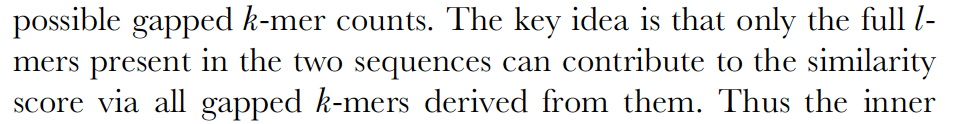 possible gapped k-mer counts. The key idea is that only the full l-
mers present in the two sequences can contribute to the similarity
score via all gapped k-mers derived from them. Thus the inner